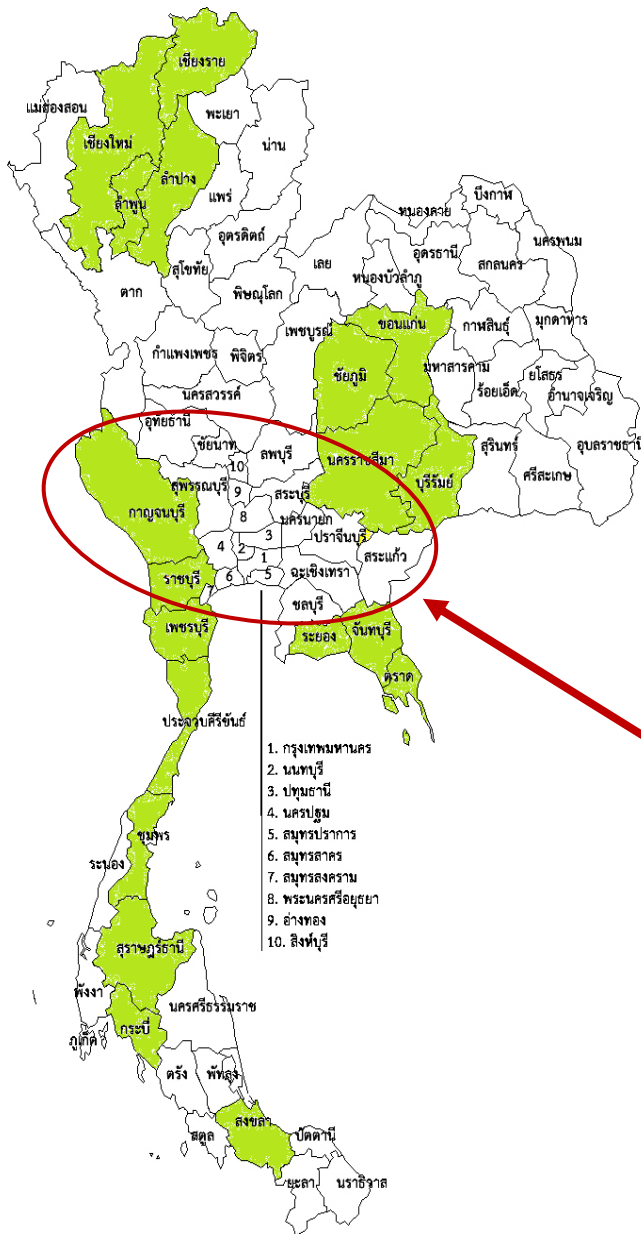 เชียงราย
แม่ฮ่องสอน
พะเยา
เชียงใหม่
น่าน
ลำปาง
ลำพูน
แพร่
บึงกาฬ
หนองคาย
อุตรดิตถ์
นครพนม
เลย
อุดรธานี
สุโขทัย
หนองบัวลำภู
สกลนคร
ตาก
พิษณุโลก
เพชบูรณ์
ขอนแก่น
กาฬสินธุ์
มุกดาหาร
กำแพงเพชร
พิจิตร
ชัยภูมิ
มหาสารคาม
ร้อยเอ็ด
ยโสธร
อำนาจเจริญ
นครสวรรค์
อุทัยธานี
ชัยนาท
ลพบุรี
นครราชสีมา
สุรินทร์
อุบลราชธานี
10
สุพรรณบุรี
สระบุรี
บุรีรัมย์
ศรีสะเกษ
9
กาญจนบุรี
8
นครนายก
ปราจีนบุรี
3
4
2
1
สระแก้ว
ราชบุรี
6
5
ฉะเชิงเทรา
7
ชลบุรี
เพชรบุรี
ระยอง
จันทบุรี
ตราด
ประจวบคีรีขันธ์
1. กรุงเทพมหานคร
2. นนทบุรี
3. ปทุมธานี
4. นครปฐม
5. สมุทรปราการ
6. สมุทรสาคร
7. สมุทรสงคราม
8. พระนครศรีอยุธยา
9. อ่างทอง
10. สิงห์บุรี
ชุมพร
ระนอง
สุราษฎร์ธานี
พังงา
นครศรีธรรมราช
กระบี่
ภูเก็ต
ตรัง
พัทลุง
สงขลา
สตูล
ปัตตานี
ยะลา
นราธิวาส